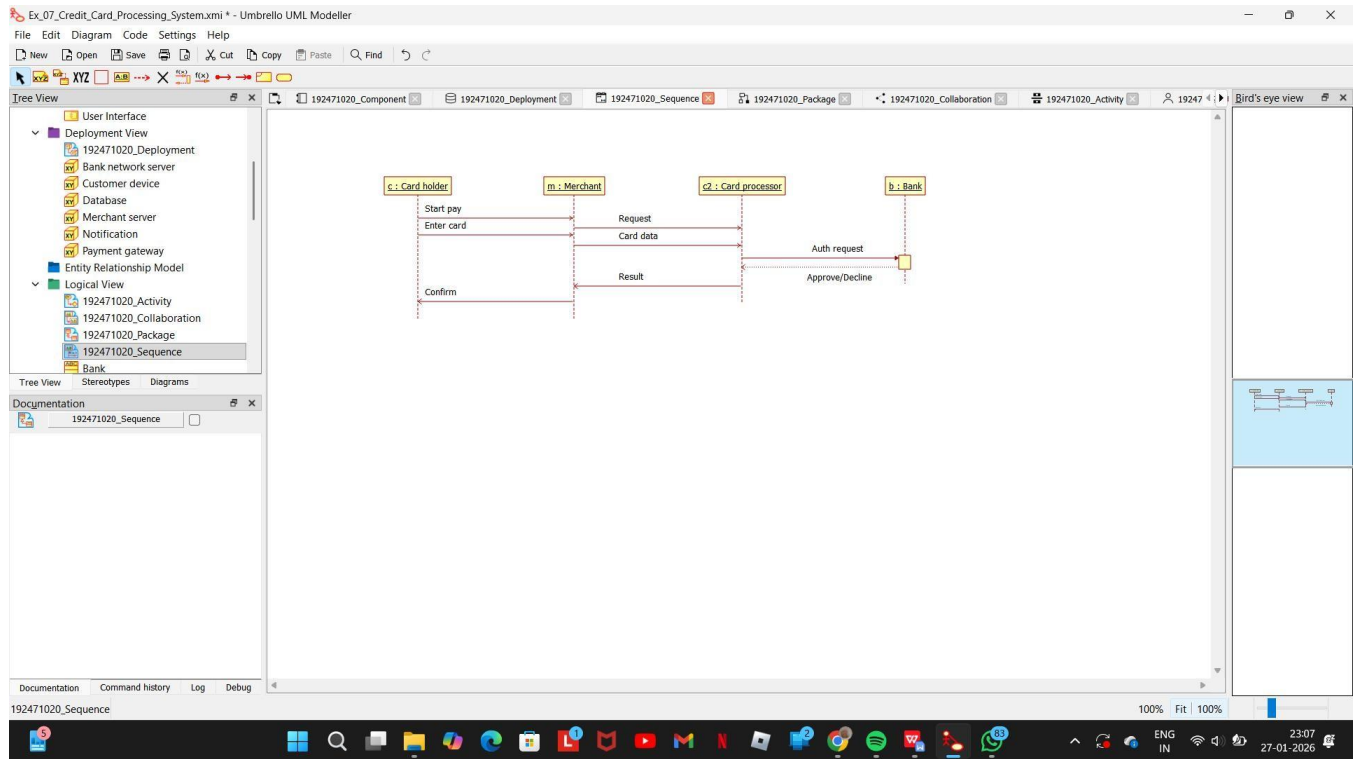 Ex_07_Credit_Card_Processing_System.xmi * - Umbrello UML Modeller
File Edit Diagram Code Settings Help
New Open Save Cut Copy Paste Find
XYZ XYZ A:B f(x) f(x)
Tree View
192471020_Component 192471020_Deployment 192471020_Sequence 192471020_Package 192471020_Collaboration 192471020_Activity 19247
Bird's eye view
User Interface
Deployment View
192471020_Deployment
Bank network server
Customer device
Database
Merchant server
Notification
Payment gateway
Entity Relationship Model
Logical View
192471020_Activity
192471020_Collaboration
192471020_Package
192471020_Sequence
Bank
Tree View Stereotypes Diagrams
Documentation
192471020_Sequence
c : Card holder m : Merchant c2 : Card processor b : Bank
Start pay
Request
Enter card
Card data
Auth request
Result
Approve/Decline
Confirm
Documentation Command history Log Debug
192471020_Sequence
100% Fit 100%
5
L 2 83
ENG
IN
23:07
27-01-2026